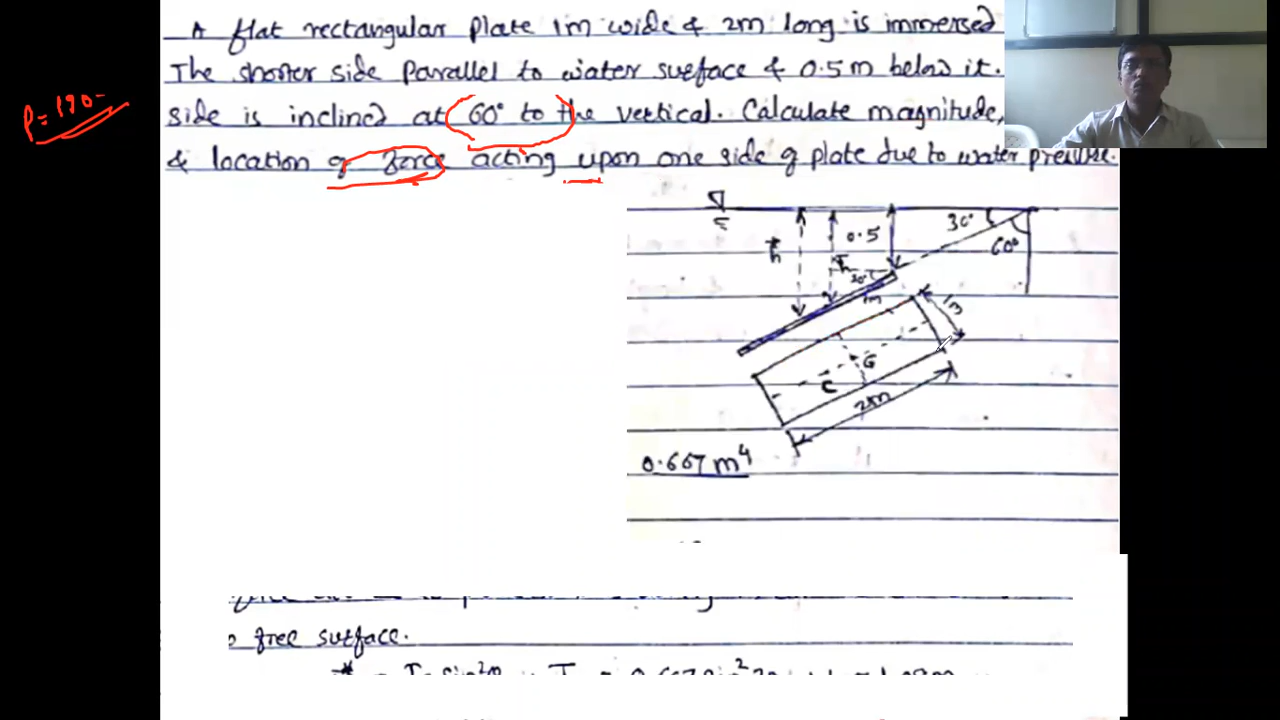 A flat rectangular plate 1m wide & 2m long is immersed
The shorter side parallel to water surface & 0.5m below it.
side is inclined at 60° to the vertical. Calculate magnitude,
& location of force acting upon one side of plate due to water pressure.
P=190-
30°
60°
0.5
h
h
30°
1m
1m
G
C
2m
0.667 m⁴
free surface.